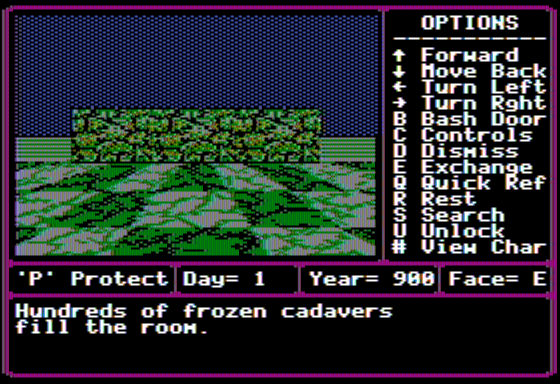 OPTIONS
------------
↑ Forward
↓ Move Back
← Turn Left
→ Turn Rght
B Bash Door
C Controls
D Dismiss
E Exchange
Q Quick Ref
R Rest
S Search
U Unlock
# View Char
'P' Protect Day= 1 Year= 900 Face= E
Hundreds of frozen cadavers
fill the room.